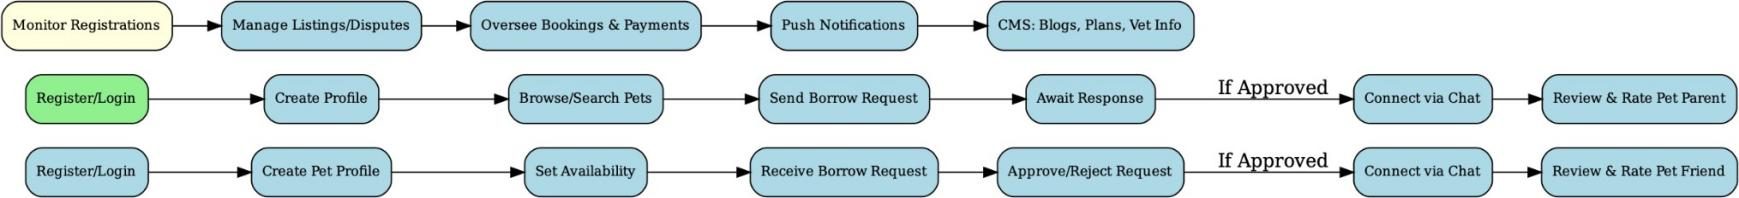 Monitor Registrations
Manage Listings/Disputes
Oversee Bookings & Payments
Push Notifications
CMS: Blogs, Plans, Vet Info
Register/Login
Create Profile
Browse/Search Pets
Send Borrow Request
Await Response
If Approved
Connect via Chat
Review & Rate Pet Parent
Register/Login
Create Pet Profile
Set Availability
Receive Borrow Request
Approve/Reject Request
If Approved
Connect via Chat
Review & Rate Pet Friend